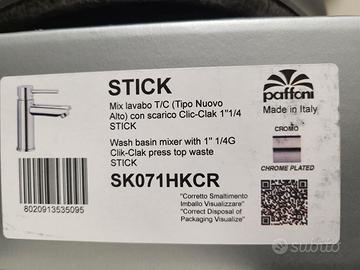 STICK
Mix lavabo T/C (Tipo Nuovo
Alto) con scarico Clic-Clak 1"1/4
STICK
Wash basin mixer with 1" 1/4G
Clik-Clak press top waste
STICK
SK071HKCR
"Corretto Smaltimento
Imballo Visualizzare"
"Correct Disposal of
Packaging Visualize"
8020913535095
paffoni
Made in Italy
CROMO
CHROME PLATED
subito